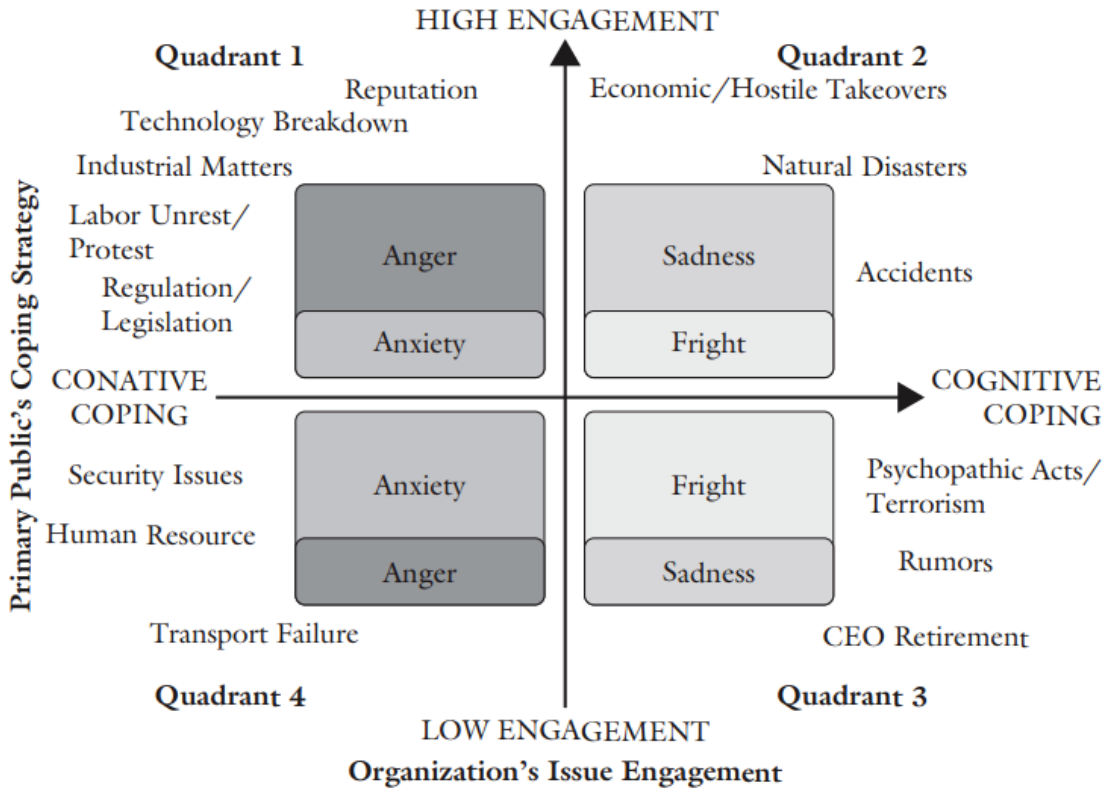 HIGH ENGAGEMENT
Quadrant 1
Quadrant 2
Reputation
Economic/Hostile Takeovers
Technology Breakdown
Industrial Matters
Natural Disasters
Labor Unrest/
Protest
Anger
Sadness
Accidents
Regulation/
Legislation
Anxiety
Fright
Primary Public's Coping Strategy
CONATIVE
COPING
COGNITIVE
COPING
Security Issues
Anxiety
Fright
Psychopathic Acts/
Terrorism
Human Resource
Anger
Sadness
Rumors
Transport Failure
CEO Retirement
Quadrant 4
Quadrant 3
LOW ENGAGEMENT
Organization's Issue Engagement